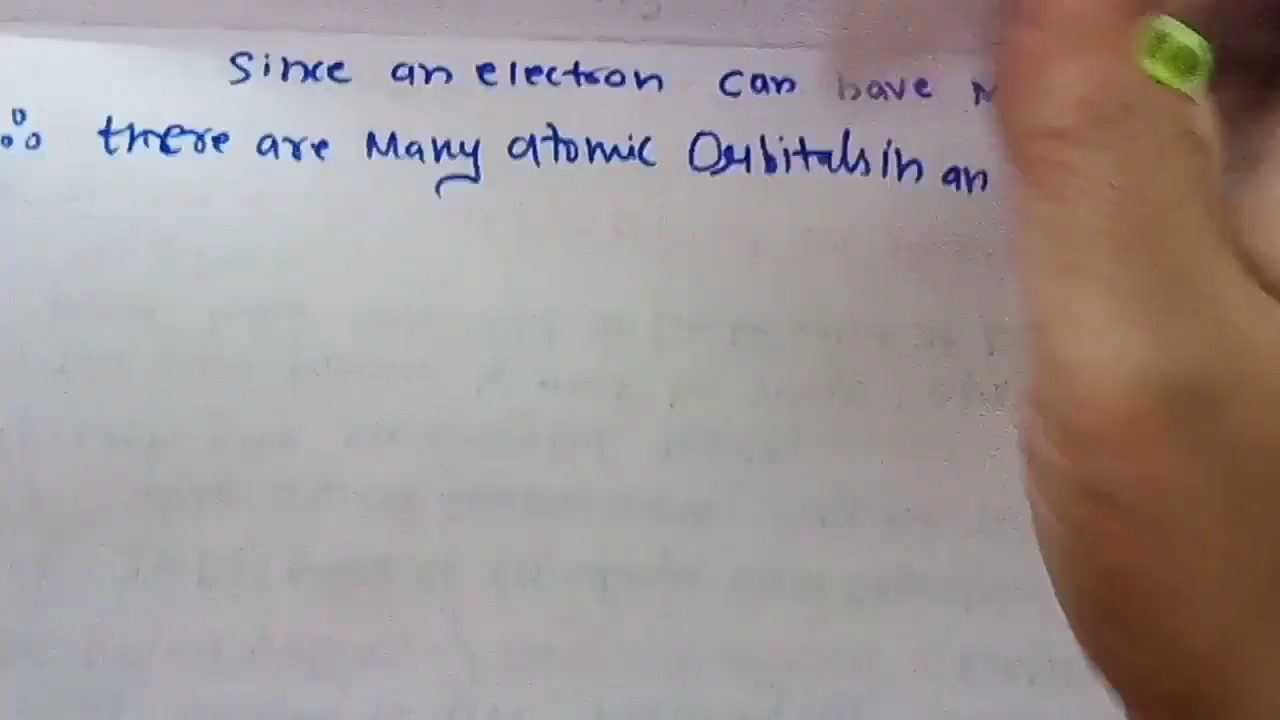 Since an electron can have
∴ there are Many atomic Orbitals in an